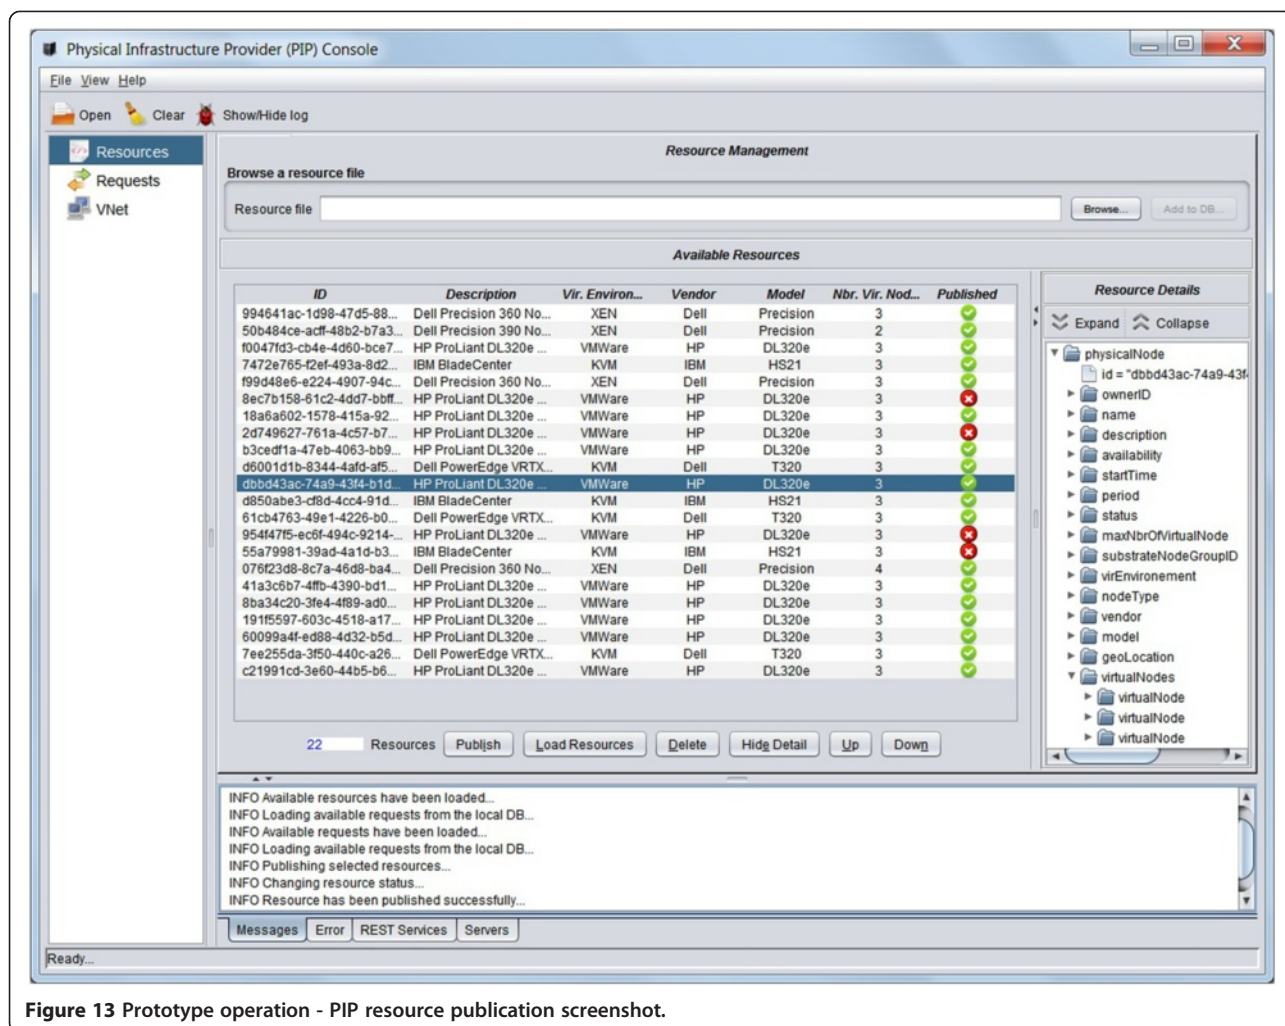 Physical Infrastructure Provider (PIP) Console
File View Help
Open Clear Show/Hide log
Resources
Requests
VNet
Resource Management
Browse a resource file
Resource file Browse... Add to DB...
Available Resources
ID Description Vir. Environ... Vendor Model Nbr. Vir. Nod... Published
994641ac-1d98-47d5-88... Dell Precision 360 No... XEN Dell Precision 3
50b484ce-acff-48b2-b7a3... Dell Precision 390 No... XEN Dell Precision 2
f0047fd3-cb4e-4d60-bce7... HP ProLiant DL320e ... VMWare HP DL320e 3
7472e765-f2ef-493a-8d2... IBM BladeCenter KVM IBM HS21 3
f99d48e6-e224-4907-94c... Dell Precision 360 No... XEN Dell Precision 3
8ec7b158-61c2-4dd7-bbff... HP ProLiant DL320e ... VMWare HP DL320e 3
18a6a602-1578-415a-92... HP ProLiant DL320e ... VMWare HP DL320e 3
2d749627-761a-4c57-b7... HP ProLiant DL320e ... VMWare HP DL320e 3
b3cedf1a-47eb-4063-bb9... HP ProLiant DL320e ... VMWare HP DL320e 3
d6001d1b-8344-4afd-af5... Dell PowerEdge VRTX... KVM Dell T320 3
dbbd43ac-74a9-43f4-b1d... HP ProLiant DL320e ... VMWare HP DL320e 3
d850abe3-cf8d-4cc4-91d... IBM BladeCenter KVM IBM HS21 3
61cb4763-49e1-4226-b0... Dell PowerEdge VRTX... KVM Dell T320 3
954f47f5-ec6f-494c-9214-... HP ProLiant DL320e ... VMWare HP DL320e 3
55a79981-39ad-4a1d-b3... IBM BladeCenter KVM IBM HS21 3
076f23d8-8c7a-46d8-ba4... Dell Precision 360 No... XEN Dell Precision 4
41a3c6b7-4ffb-4390-bd1... HP ProLiant DL320e ... VMWare HP DL320e 3
8ba34c20-3fe4-4f89-ad0... HP ProLiant DL320e ... VMWare HP DL320e 3
191f5597-603c-4518-a17... HP ProLiant DL320e ... VMWare HP DL320e 3
60099a4f-ed88-4d32-b5d... HP ProLiant DL320e ... VMWare HP DL320e 3
7ee255da-3f50-440c-a26... Dell PowerEdge VRTX... KVM Dell T320 3
c21991cd-3e60-44b5-b6... HP ProLiant DL320e ... VMWare HP DL320e 3
22 Resources Publish Load Resources Delete Hide Detail Up Down
Resource Details
Expand Collapse
physicalNode
id = "dbbd43ac-74a9-43f4
ownerID
name
description
availability
startTime
period
status
maxNbrOfVirtualNode
substrateNodeGroupID
virEnvironement
nodeType
vendor
model
geoLocation
virtualNodes
virtualNode
virtualNode
virtualNode
INFO Available resources have been loaded...
INFO Loading available requests from the local DB...
INFO Available requests have been loaded...
INFO Loading available requests from the local DB...
INFO Publishing selected resources...
INFO Changing resource status...
INFO Resource has been published successfully...
Messages Error REST Services Servers
Ready...
Figure 13 Prototype operation - PIP resource publication screenshot.